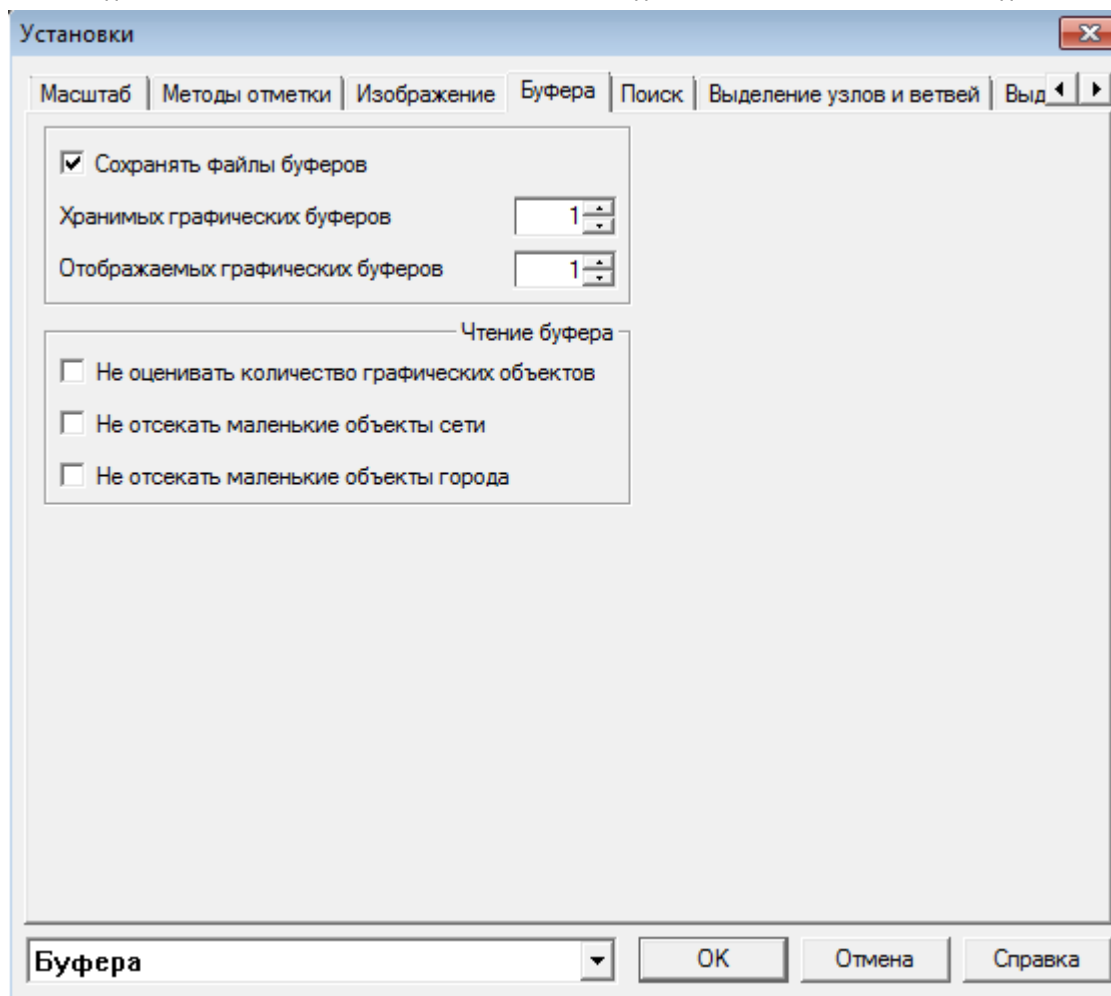 Установки
Масштаб Методы отметки Изображение Буфера Поиск Выделение узлов и ветвей Выд
Сохранять файлы буферов
Хранимых графических буферов 1
Отображаемых графических буферов 1
Чтение буфера
Не оценивать количество графических объектов
Не отсекать маленькие объекты сети
Не отсекать маленькие объекты города
Буфера OK Отмена Справка